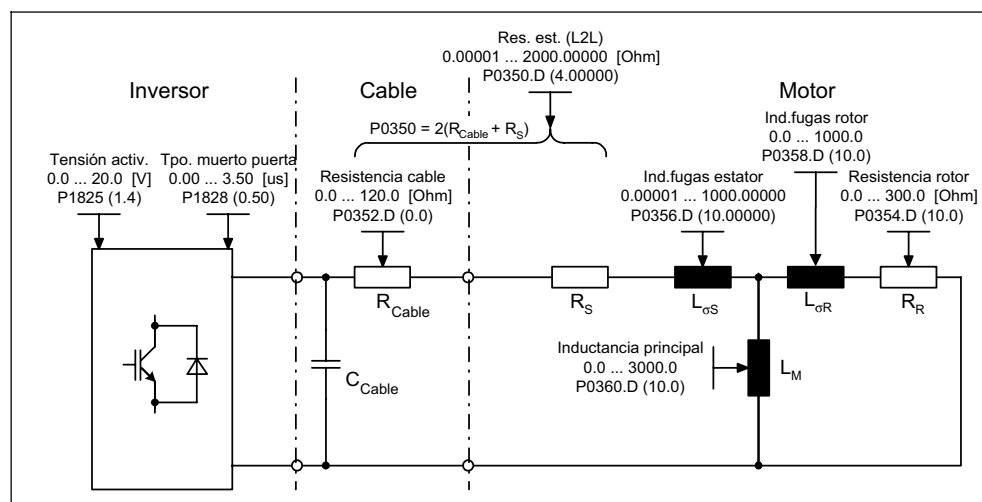 Res. est. (L2L)
0.00001 ... 2000.00000 [Ohm]
P0350.D (4.00000)
Inversor
Cable
Motor
P0350 = 2(RCable + RS)
Ind.fugas rotor
0.0 ... 1000.0
P0358.D (10.0)
Tensión activ.
0.0 ... 20.0 [V]
P1825 (1.4)
Tpo. muerto puerta
0.00 ... 3.50 [us]
P1828 (0.50)
Resistencia cable
0.0 ... 120.0 [Ohm]
P0352.D (0.0)
Ind.fugas estator
0.00001 ... 1000.00000
P0356.D (10.00000)
Resistencia rotor
0.0 ... 300.0 [Ohm]
P0354.D (10.0)
RCable
RS
LσS
LσR
RR
CCable
Inductancia principal
0.0 ... 3000.0
P0360.D (10.0)
LM